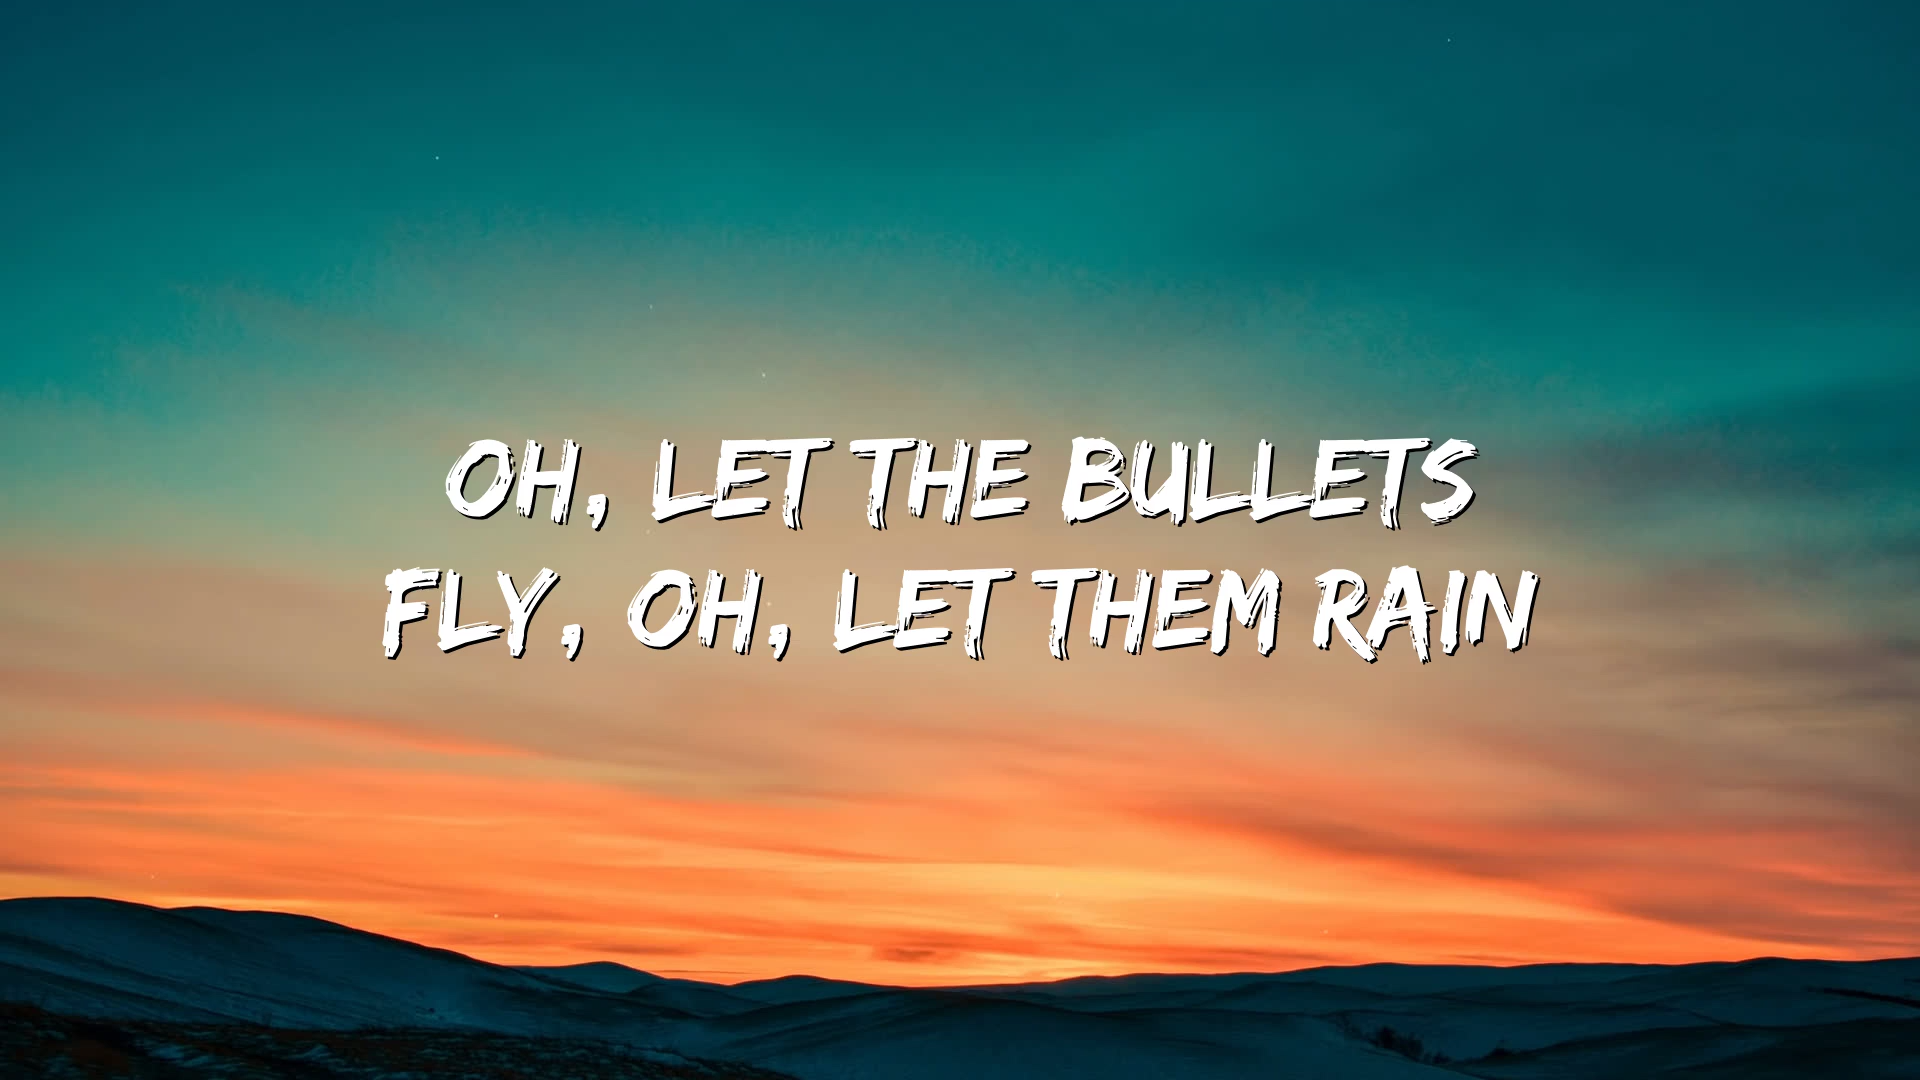 OH, LET THE BULLETS
FLY, OH, LET THEM RAIN